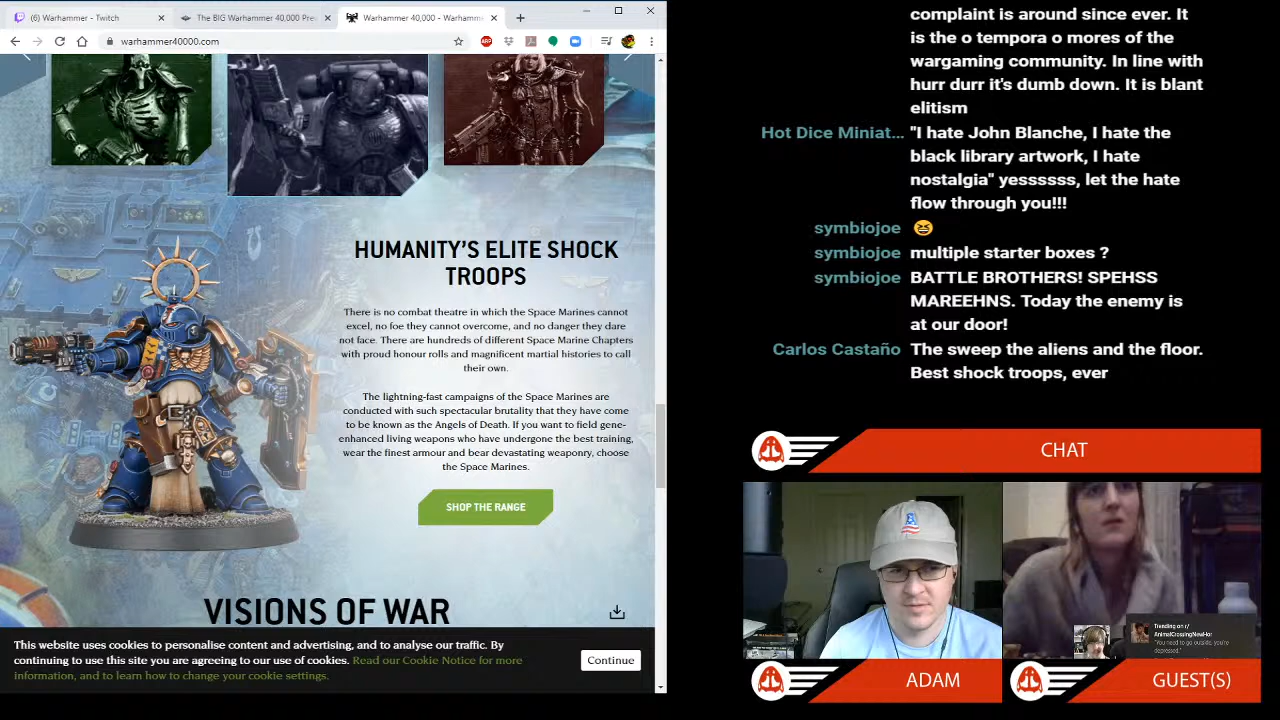 (6) Warhammer - Twitch
The BIG Warhammer 40,000 Pre
Warhammer 40,000 - Warhamm
warhammer40000.com
HUMANITY'S ELITE SHOCK
TROOPS
There is no combat theatre in which the Space Marines cannot
excel, no foe they cannot overcome, and no danger they dare
not face. There are hundreds of different Space Marine Chapters
with proud honour rolls and magnificent martial histories to call
their own.
The lightning-fast campaigns of the Space Marines are
conducted with such spectacular brutality that they have come
to be known as the Angels of Death. If you want to field gene-
enhanced living weapons who have undergone the best training,
wear the finest armour and bear devastating weaponry, choose
the Space Marines.
SHOP THE RANGE
VISIONS OF WAR
This website uses cookies to personalise content and advertising, and to analyse our traffic. By
continuing to use this site you are agreeing to our use of cookies. Read our Cookie Notice for more
information, and to learn how to change your cookie settings.
Continue
complaint is around since ever. It
is the o tempora o mores of the
wargaming community. In line with
hurr durr it's dumb down. It is blant
elitism
Hot Dice Miniat... "I hate John Blanche, I hate the
black library artwork, I hate
nostalgia" yessssss, let the hate
flow through you!!!
symbiojoe 😆
symbiojoe multiple starter boxes ?
symbiojoe BATTLE BROTHERS! SPEHSS
MAREEHNS. Today the enemy is
at our door!
Carlos Castaño The sweep the aliens and the floor.
Best shock troops, ever
CHAT
Trending on r/
AnimalCrossingNewHor
"You need to go outside, you're
depressed."
ADAM
GUEST(S)